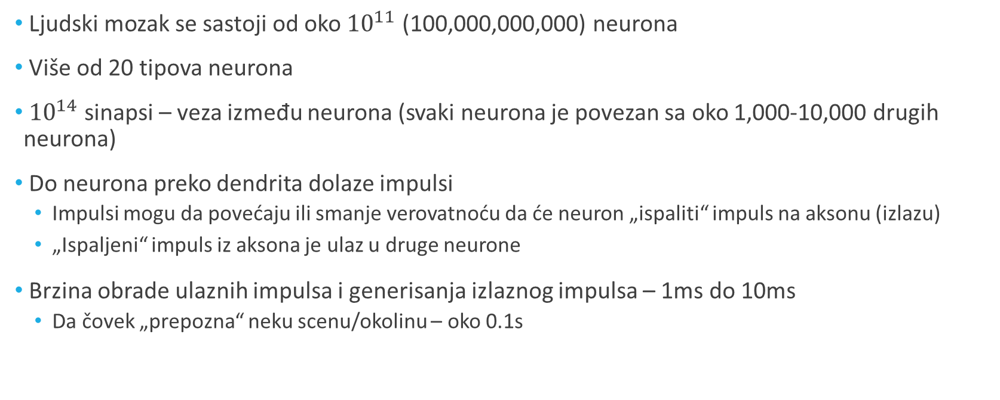 • Ljudski mozak se sastoji od oko 10¹¹ (100,000,000,000) neurona
• Više od 20 tipova neurona
• 10¹⁴ sinapsi – veza između neurona (svaki neurona je povezan sa oko 1,000-10,000 drugih
neurona)
• Do neurona preko dendrita dolaze impulsi
• Impulsi mogu da povećaju ili smanje verovatnoću da će neuron „ispaliti“ impuls na aksonu (izlazu)
• „Ispaljeni“ impuls iz aksona je ulaz u druge neurone
• Brzina obrade ulaznih impulsa i generisanja izlaznog impulsa – 1ms do 10ms
• Da čovek „prepozna“ neku scenu/okolinu – oko 0.1s